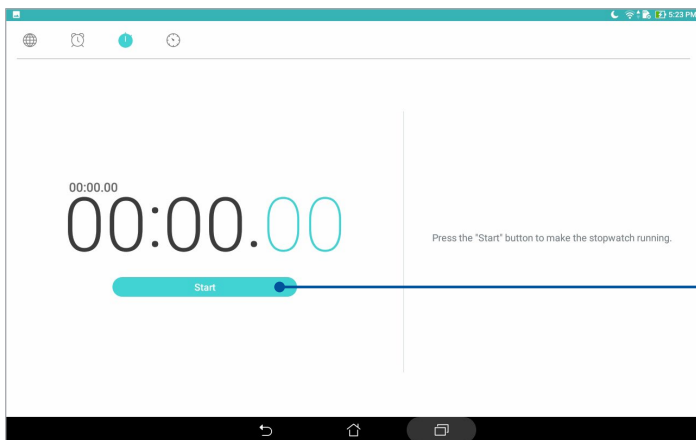 5:23 PM
00:00.00
00:00.00
Start
Press the "Start" button to make the stopwatch running.